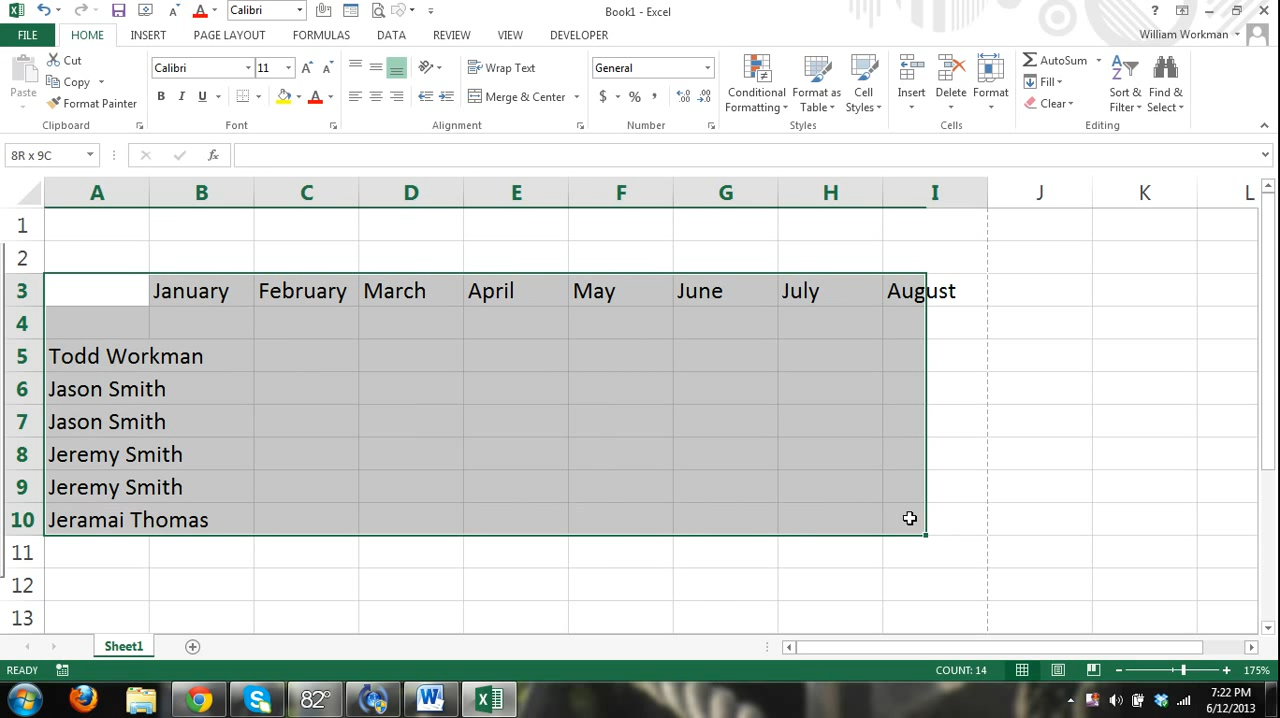 Calibri
Book1 - Excel
?
FILE
HOME
INSERT
PAGE LAYOUT
FORMULAS
DATA
REVIEW
VIEW
DEVELOPER
William Workman
Paste
Cut
Copy
Format Painter
Clipboard
Calibri
11
B I U
Font
Wrap Text
Merge & Center
Alignment
General
$ % ,
Number
Conditional
Formatting
Format as
Table
Cell
Styles
Styles
Insert
Delete
Format
Cells
AutoSum
Fill
Clear
Sort &
Filter
Find &
Select
Editing
8R x 9C
fx
A B C D E F G H I J K L
1
2
3 January February March April May June July August
4
5 Todd Workman
6 Jason Smith
7 Jason Smith
8 Jeremy Smith
9 Jeremy Smith
10 Jeramai Thomas
11
12
13
Sheet1
READY
COUNT: 14
175%
82°
7:22 PM
6/12/2013